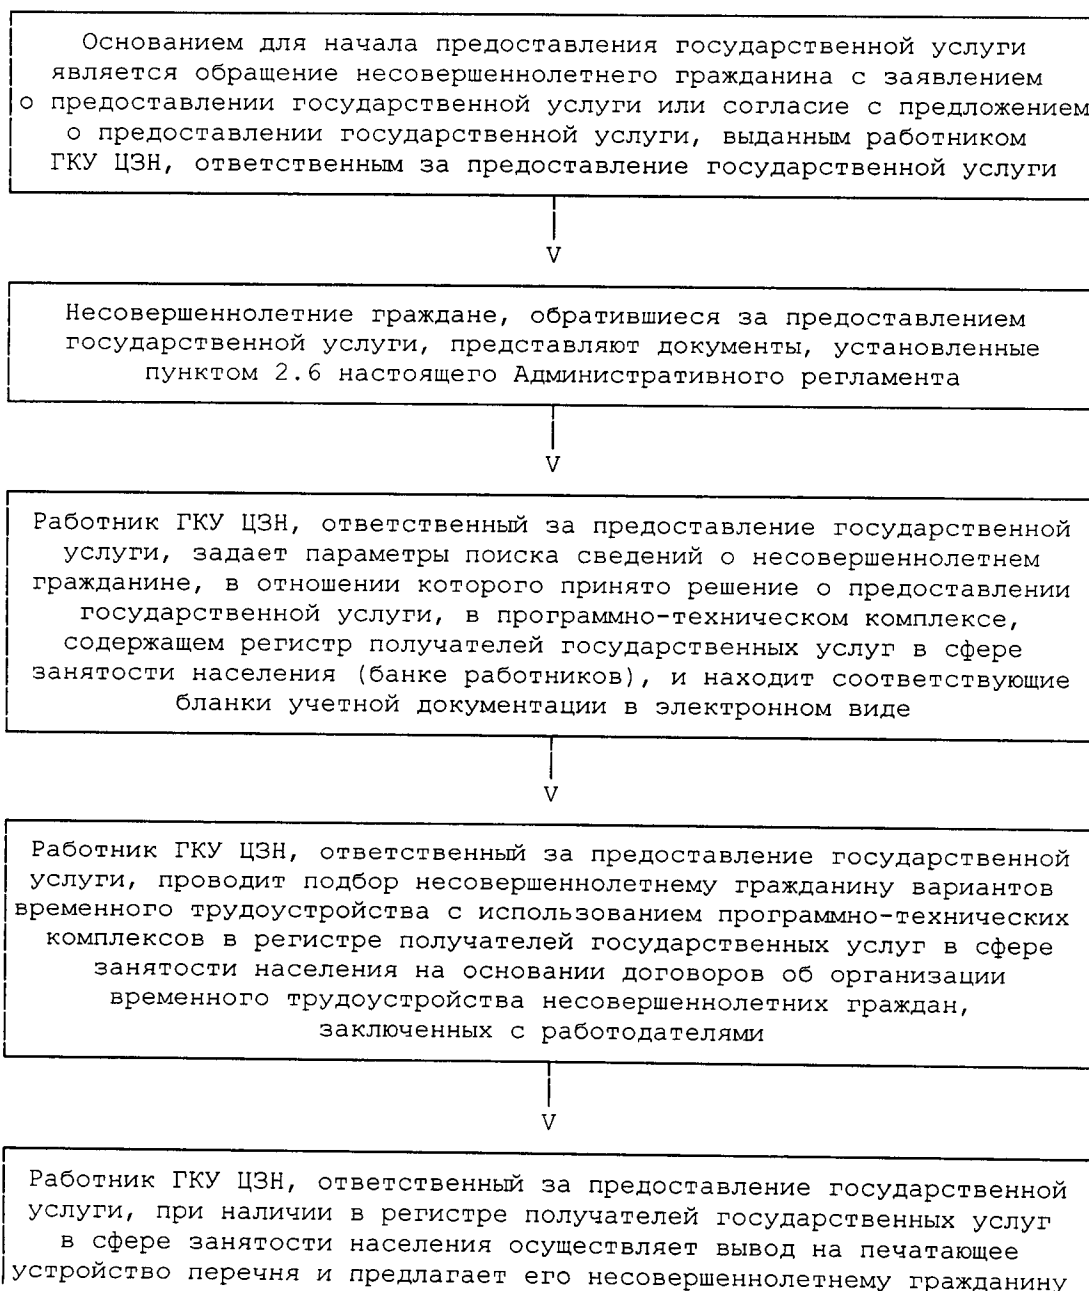 Основанием для начала предоставления государственной услуги
является обращение несовершеннолетнего гражданина с заявлением
о предоставлении государственной услуги или согласие с предложением
о предоставлении государственной услуги, выданным работником
ГКУ ЦЗН, ответственным за предоставление государственной услуги
V
Несовершеннолетние граждане, обратившиеся за предоставлением
государственной услуги, представляют документы, установленные
пунктом 2.6 настоящего Административного регламента
V
Работник ГКУ ЦЗН, ответственный за предоставление государственной
услуги, задает параметры поиска сведений о несовершеннолетнем
гражданине, в отношении которого принято решение о предоставлении
государственной услуги, в программно-техническом комплексе,
содержащем регистр получателей государственных услуг в сфере
занятости населения (банке работников), и находит соответствующие
бланки учетной документации в электронном виде
V
Работник ГКУ ЦЗН, ответственный за предоставление государственной
услуги, проводит подбор несовершеннолетнему гражданину вариантов
временного трудоустройства с использованием программно-технических
комплексов в регистре получателей государственных услуг в сфере
занятости населения на основании договоров об организации
временного трудоустройства несовершеннолетних граждан,
заключенных с работодателями
V
Работник ГКУ ЦЗН, ответственный за предоставление государственной
услуги, при наличии в регистре получателей государственных услуг
в сфере занятости населения осуществляет вывод на печатающее
устройство перечня и предлагает его несовершеннолетнему гражданину